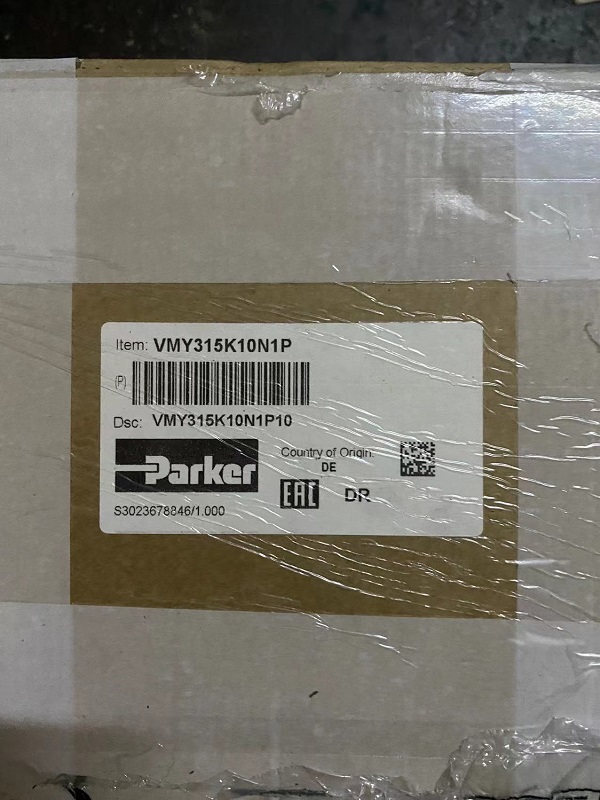 Item: VMY315K10N1P
(P)
Dsc: VMY315K10N1P10
Parker
Country of Origin:
DE
EAC
DR
S3023678846/1.000